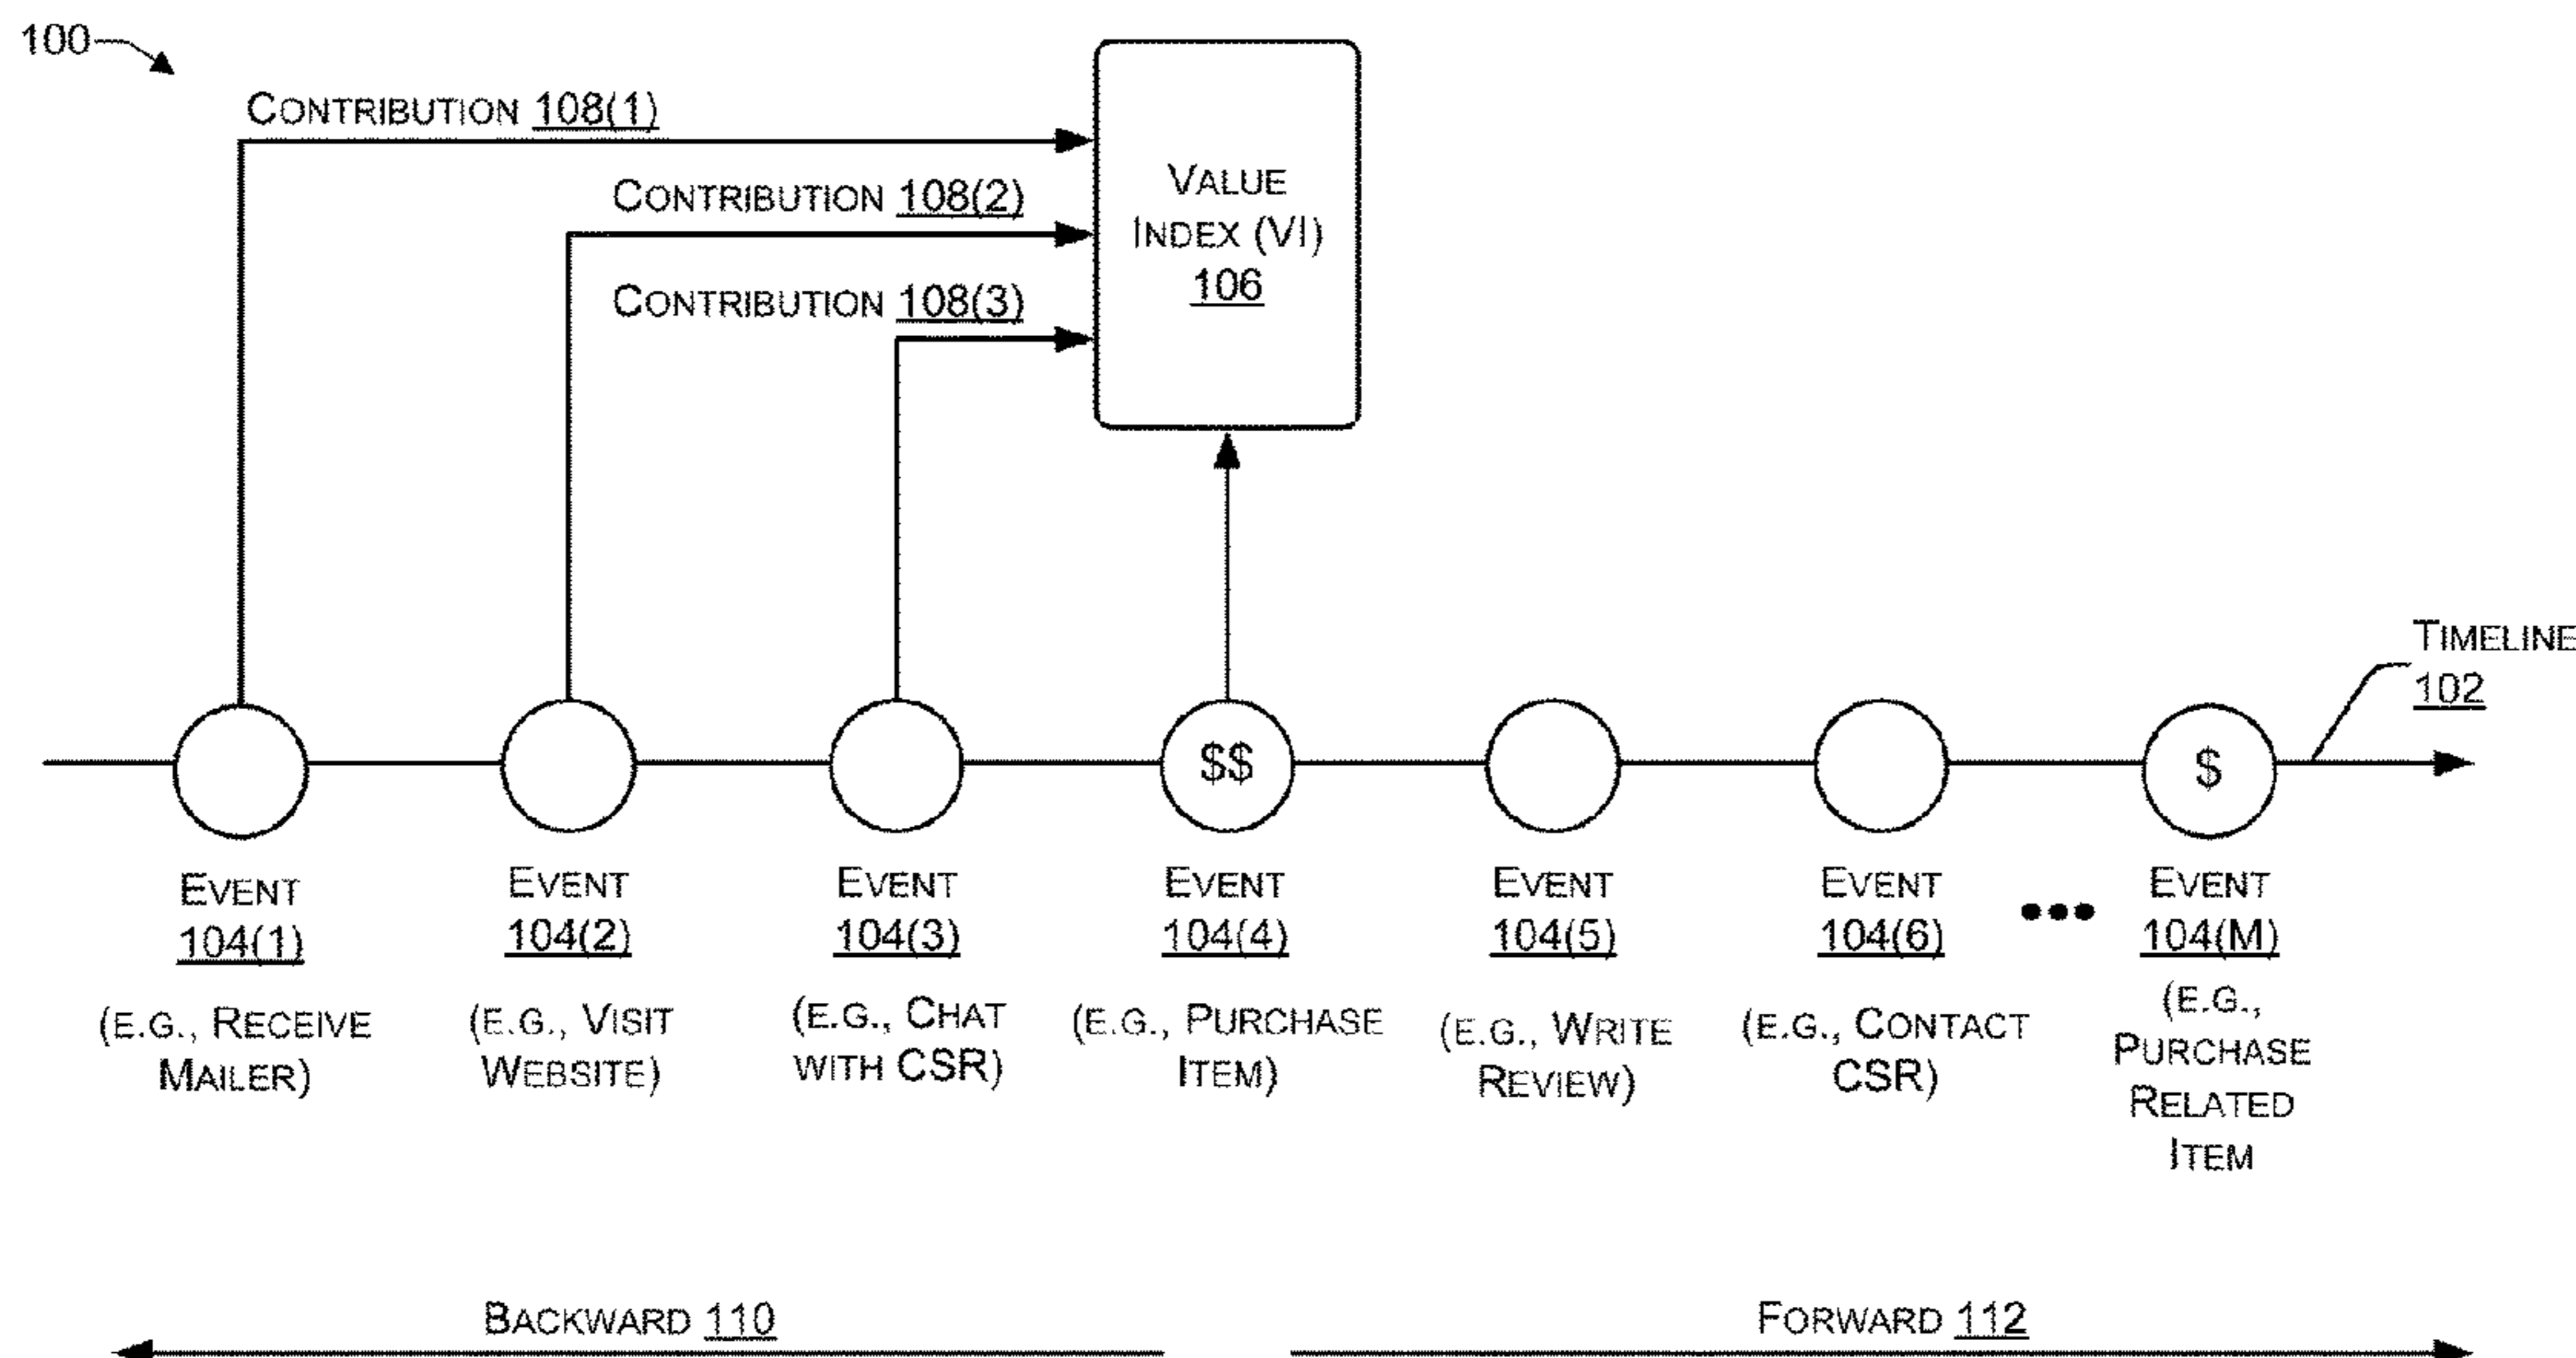 100
CONTRIBUTION 108(1)
CONTRIBUTION 108(2)
CONTRIBUTION 108(3)
VALUE
INDEX (VI)
106
TIMELINE
102
$$
$
EVENT
104(1)
(E.G., RECEIVE
MAILER)
EVENT
104(2)
(E.G., VISIT
WEBSITE)
EVENT
104(3)
(E.G., CHAT
WITH CSR)
EVENT
104(4)
(E.G., PURCHASE
ITEM)
EVENT
104(5)
(E.G., WRITE
REVIEW)
EVENT
104(6)
(E.G., CONTACT
CSR)
•••
EVENT
104(M)
(E.G.,
PURCHASE
RELATED
ITEM
BACKWARD 110
FORWARD 112